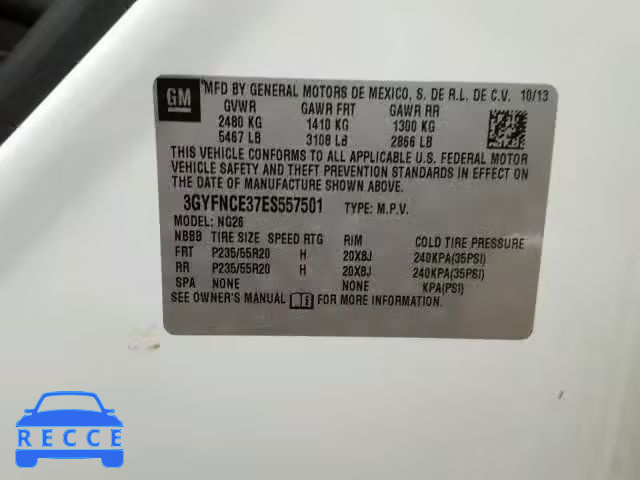 GM
MFD BY GENERAL MOTORS DE MEXICO, S. DE R.L. DE C.V. 10/13
GVWR GAWR FRT GAWR RR
2480 KG 1410 KG 1300 KG
5467 LB 3108 LB 2866 LB
THIS VEHICLE CONFORMS TO ALL APPLICABLE U.S. FEDERAL MOTOR
VEHICLE SAFETY AND THEFT PREVENTION STANDARDS IN EFFECT ON
THE DATE OF MANUFACTURE SHOWN ABOVE.
3GYFNCE37ES557501 TYPE: M.P.V.
MODEL: NG26
NBBB TIRE SIZE SPEED RTG RIM COLD TIRE PRESSURE
FRT P235/55R20 H 20X8J 240KPA(35PSI)
RR P235/55R20 H 20X8J 240KPA(35PSI)
SPA NONE NONE KPA(PSI)
SEE OWNER'S MANUAL FOR MORE INFORMATION.
RECCE